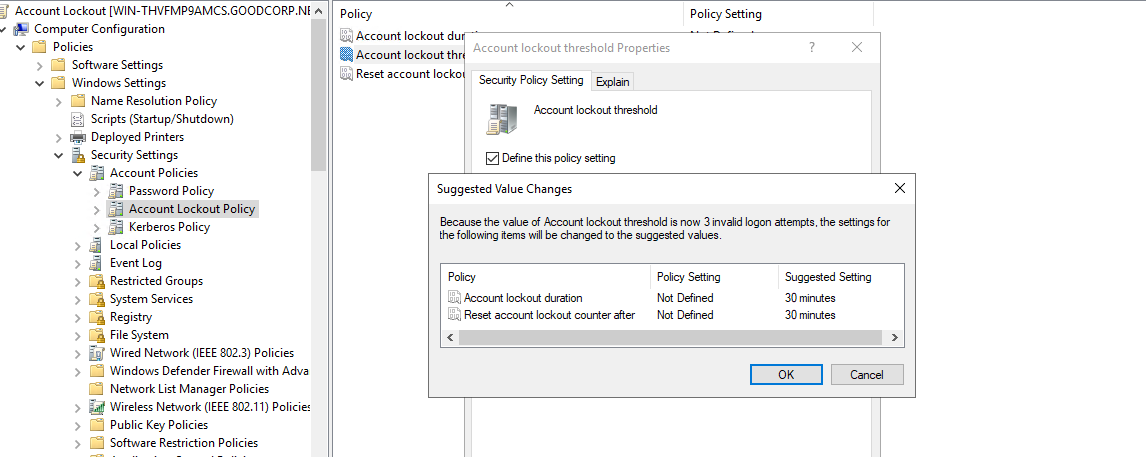 Account Lockout [WIN-THVFMP9AMCS.GOODCORP.NE
Computer Configuration
Policies
Software Settings
Windows Settings
Name Resolution Policy
Scripts (Startup/Shutdown)
Deployed Printers
Security Settings
Account Policies
Password Policy
Account Lockout Policy
Kerberos Policy
Local Policies
Event Log
Restricted Groups
System Services
Registry
File System
Wired Network (IEEE 802.3) Policies
Windows Defender Firewall with Adva
Network List Manager Policies
Wireless Network (IEEE 802.11) Policies
Public Key Policies
Software Restriction Policies
Policy Policy Setting
Account lockout
Account lockout
Reset account
Account lockout threshold Properties ?
Security Policy Setting Explain
Account lockout threshold
Define this policy setting
Suggested Value Changes
Because the value of Account lockout threshold is now 3 invalid logon attempts, the settings for
the following items will be changed to the suggested values.
Policy Policy Setting Suggested Setting
Account lockout duration Not Defined 30 minutes
Reset account lockout counter after Not Defined 30 minutes
OK Cancel